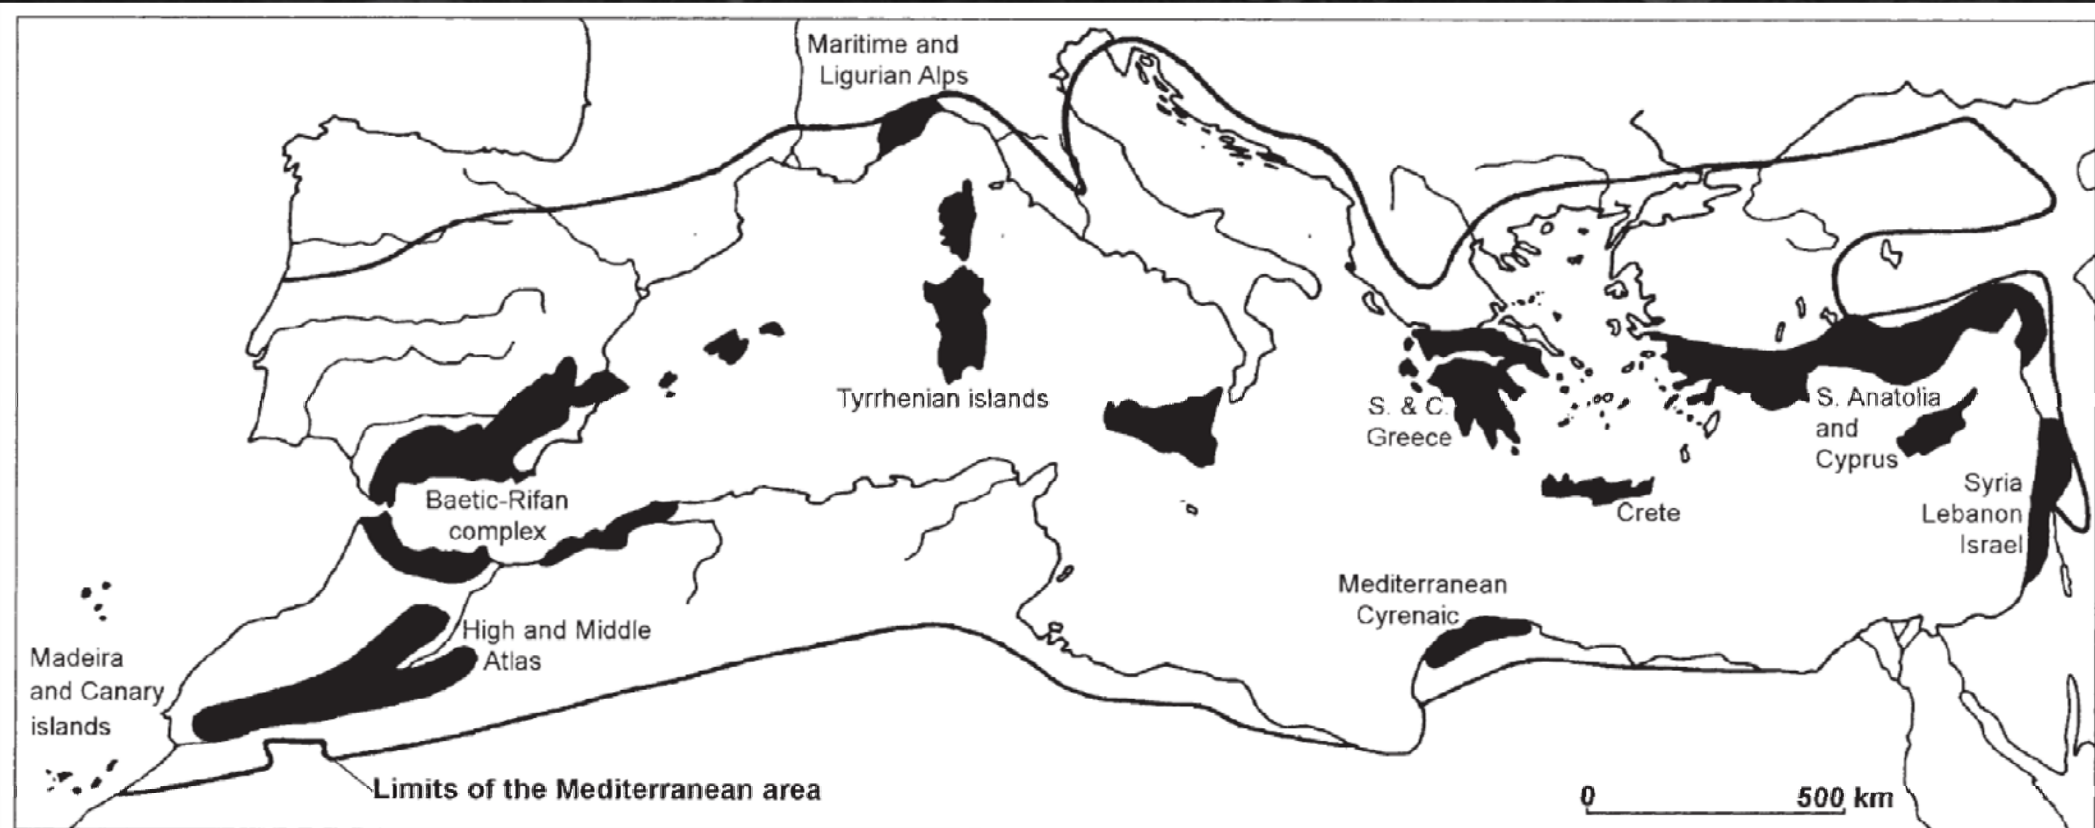 Maritime and
Ligurian Alps
Tyrrhenian islands
S. & C.
Greece
S. Anatolia
and
Cyprus
Crete
Syria
Lebanon
Israel
Baetic-Rifan
complex
High and Middle
Atlas
Mediterranean
Cyrenaic
Madeira
and Canary
islands
Limits of the Mediterranean area
0 500 km